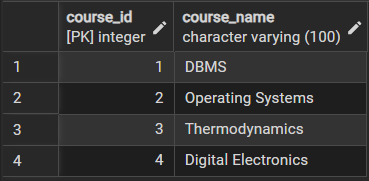 course_id course_name
[PK] integer character varying (100)
1 1 DBMS
2 2 Operating Systems
3 3 Thermodynamics
4 4 Digital Electronics